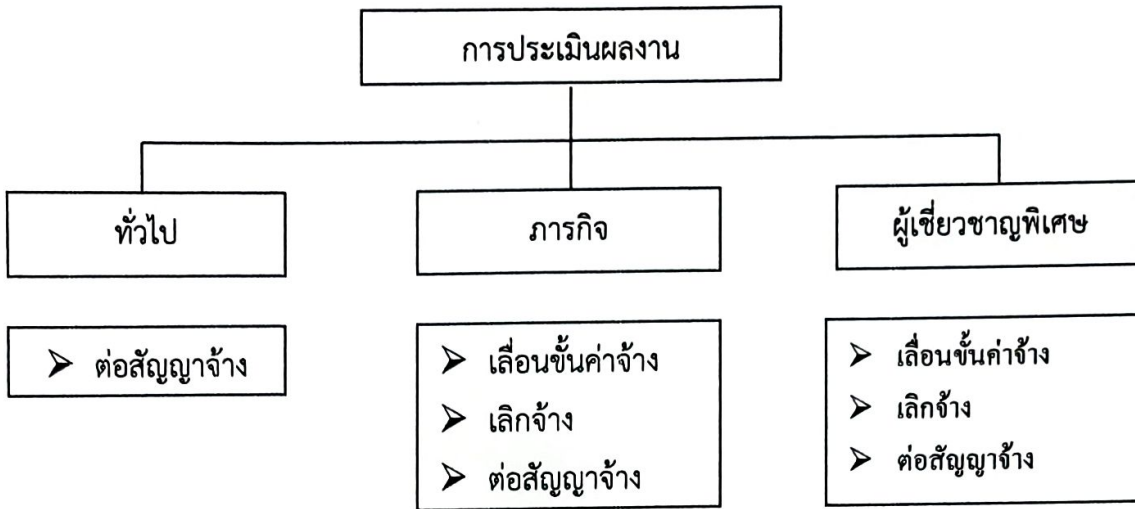 การประเมินผลงาน
ทั่วไป
ภารกิจ
ผู้เชี่ยวชาญพิเศษ
➢ ต่อสัญญาจ้าง
➢ เลื่อนขั้นค่าจ้าง
➢ เลิกจ้าง
➢ ต่อสัญญาจ้าง
➢ เลื่อนขั้นค่าจ้าง
➢ เลิกจ้าง
➢ ต่อสัญญาจ้าง